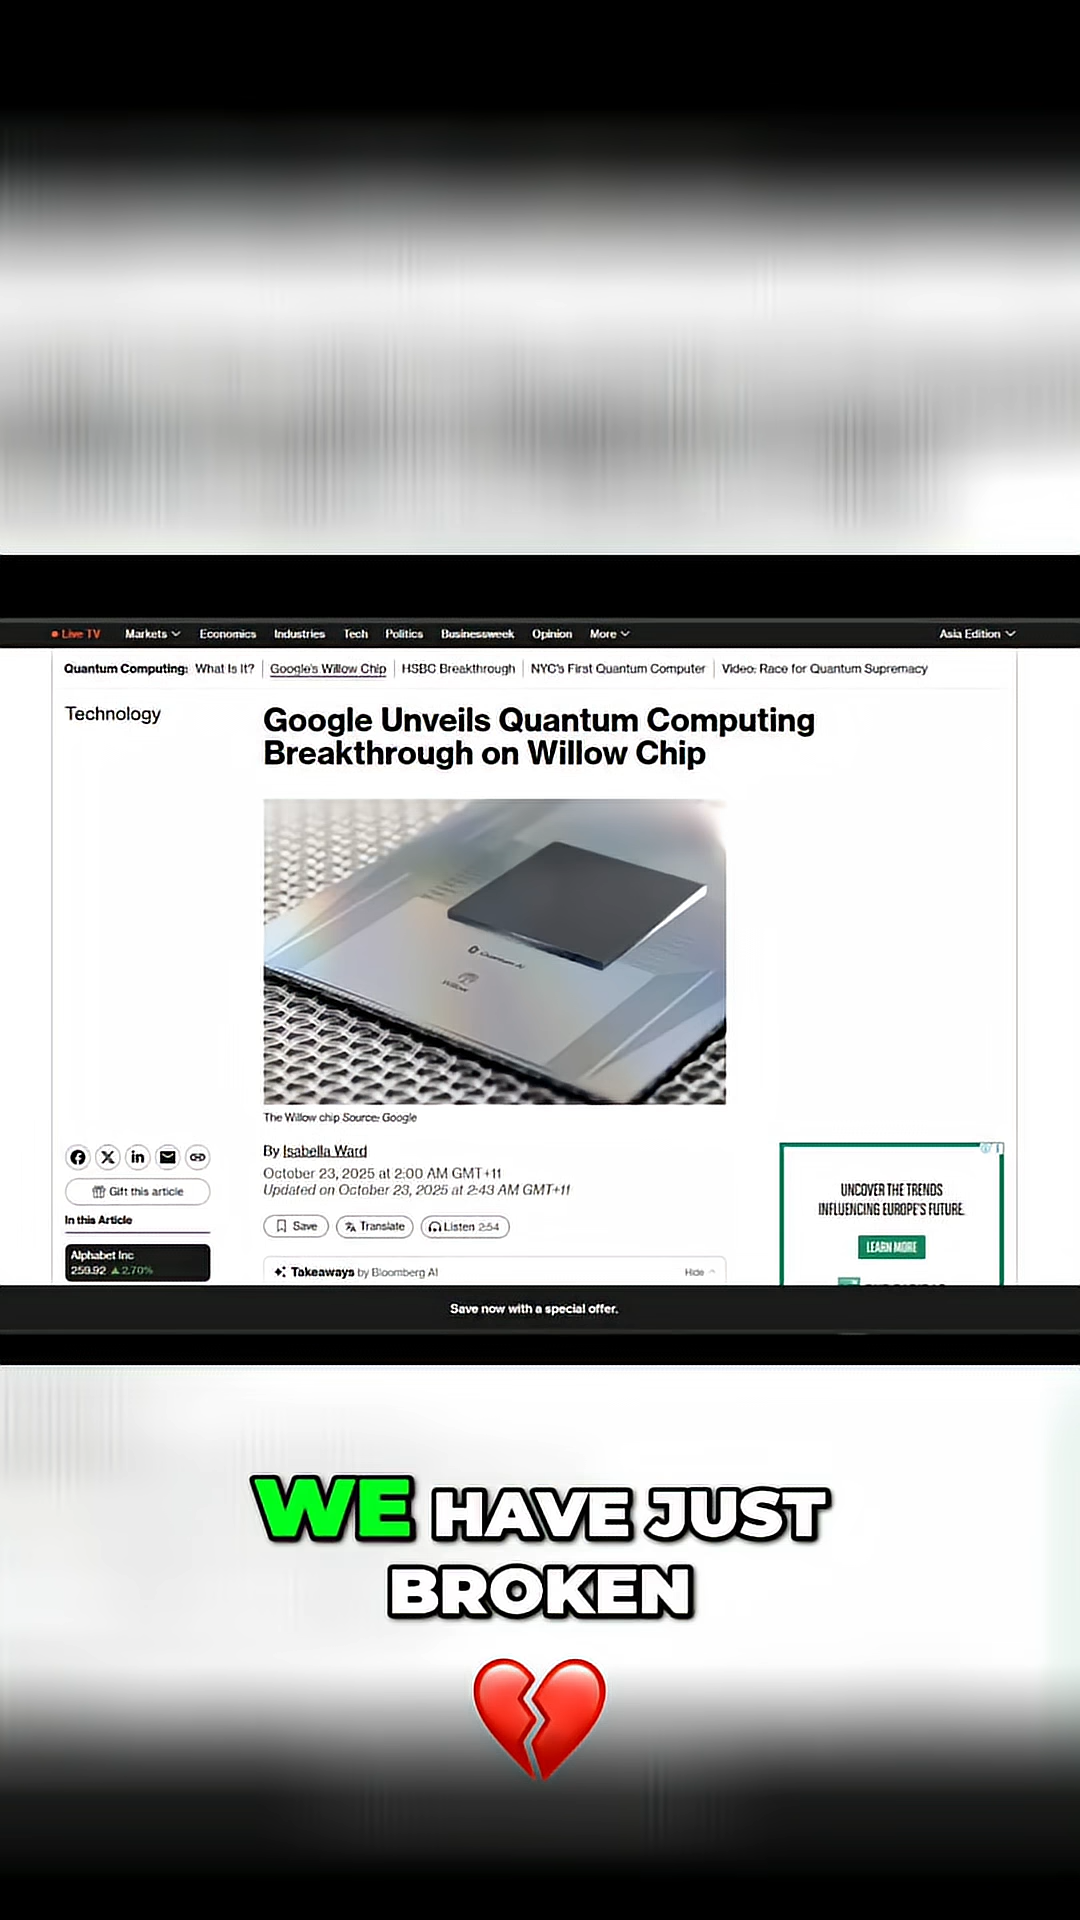 Live TV Markets Economics Industries Tech Politics Businessweek Opinion More Asia Edition
Quantum Computing: What Is It? Google's Willow Chip HSBC Breakthrough NYC's First Quantum Computer Video: Race for Quantum Supremacy
Technology
Google Unveils Quantum Computing
Breakthrough on Willow Chip
Quantum AI
Willow
The Willow chip Source: Google
By Isabella Ward
October 23, 2025 at 2:00 AM GMT+11
Updated on October 23, 2025 at 2:43 AM GMT+11
Save Translate Listen 2:54
Gift this article
In this Article
Alphabet Inc
259.92 ▲ 2.70%
Takeaways by Bloomberg AI Hide
UNCOVER THE TRENDS
INFLUENCING EUROPE'S FUTURE.
LEARN MORE
Save now with a special offer.
WE HAVE JUST
BROKEN